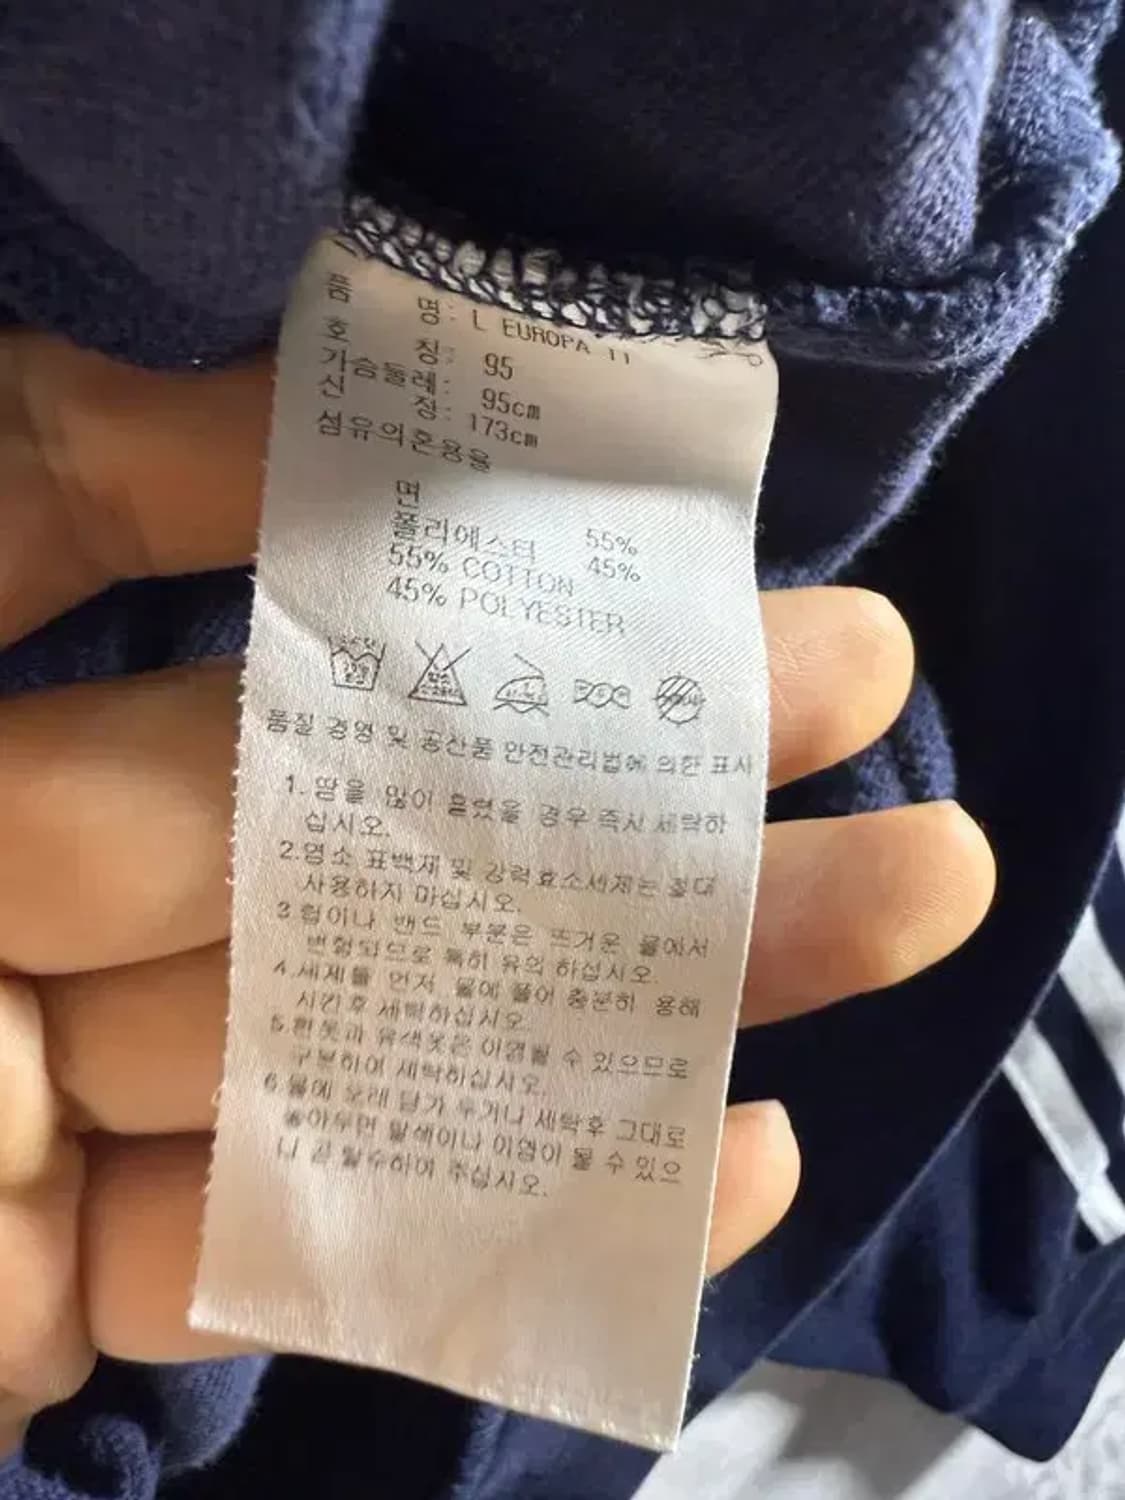 품 명: L EUROPA TI
호 칭: 95
가슴둘레: 95cm
신 장: 173cm
섬유의혼용율
면 55%
폴리에스터 45%
55% COTTON
45% POLYESTER
품질 경영 및 공산품 안전관리법에 의한 표시
1. 땀을 많이 흘렸을 경우 즉시 세탁하
십시오.
2.염소 표백제 및 강력효소세제는 절대
사용하지 마십시오.
3.립이나 밴드 부분은 뜨거운 물에서
변형되므로 특히 유의 하십시오.
4.세제를 먼저 물에 풀어 충분히 용해
시킨후 세탁하십시오.
5.흰옷과 유색옷은 이염될 수 있으므로
구분하여 세탁하십시오.
6.물에 오래 담가 두거나 세탁후 그대로
놓아두면 탈색이나 이염이 될 수 있으
니 곧 탈수하여 주십시오.